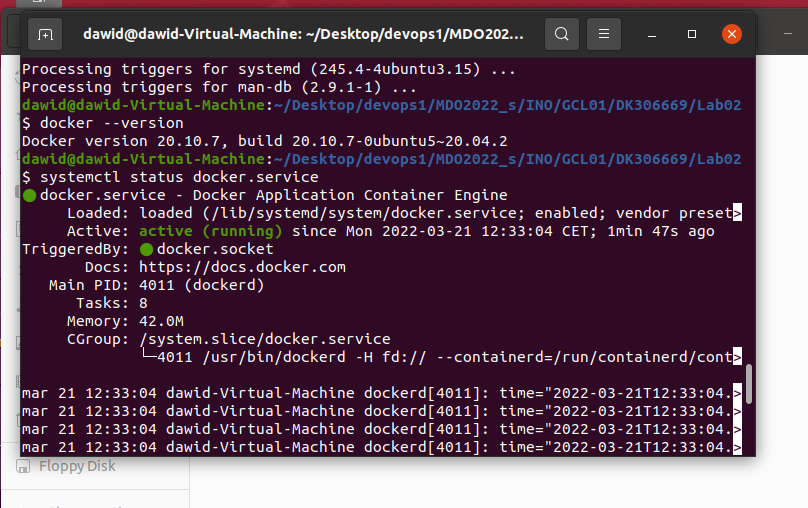 dawid@dawid-Virtual-Machine: ~/Desktop/devops1/MDO202...
Processing triggers for systemd (245.4-4ubuntu3.15) ...
Processing triggers for man-db (2.9.1-1) ...
dawid@dawid-Virtual-Machine:~/Desktop/devops1/MDO2022_s/INO/GCL01/DK306669/Lab02
$ docker --version
Docker version 20.10.7, build 20.10.7-0ubuntu5~20.04.2
dawid@dawid-Virtual-Machine:~/Desktop/devops1/MDO2022_s/INO/GCL01/DK306669/Lab02
$ systemctl status docker.service
● docker.service - Docker Application Container Engine
Loaded: loaded (/lib/systemd/system/docker.service; enabled; vendor preset>
Active: active (running) since Mon 2022-03-21 12:33:04 CET; 1min 47s ago
TriggeredBy: ● docker.socket
Docs: https://docs.docker.com
Main PID: 4011 (dockerd)
Tasks: 8
Memory: 42.0M
CGroup: /system.slice/docker.service
└─4011 /usr/bin/dockerd -H fd:// --containerd=/run/containerd/cont>
mar 21 12:33:04 dawid-Virtual-Machine dockerd[4011]: time="2022-03-21T12:33:04.>
mar 21 12:33:04 dawid-Virtual-Machine dockerd[4011]: time="2022-03-21T12:33:04.>
mar 21 12:33:04 dawid-Virtual-Machine dockerd[4011]: time="2022-03-21T12:33:04.>
mar 21 12:33:04 dawid-Virtual-Machine dockerd[4011]: time="2022-03-21T12:33:04.>
Floppy Disk